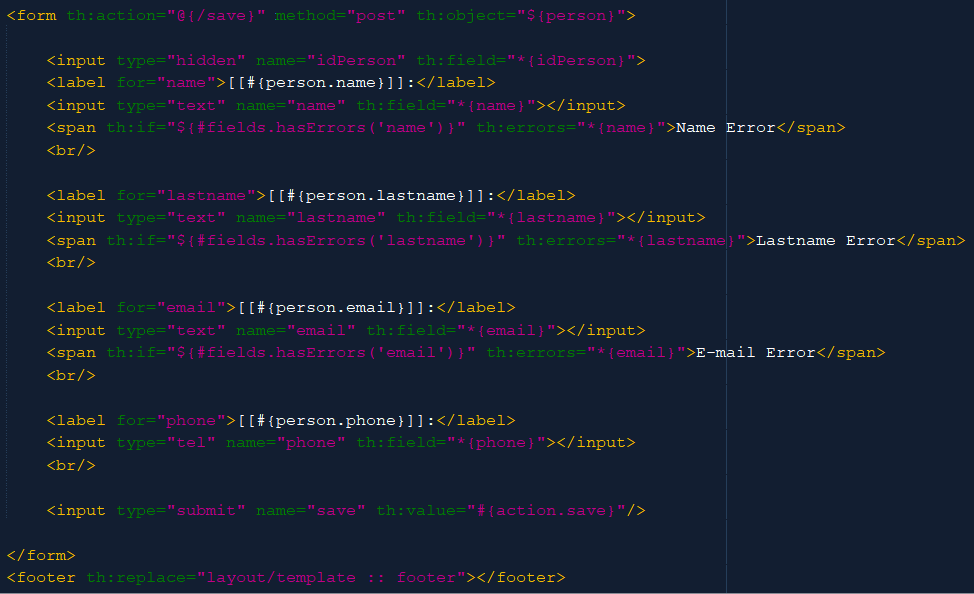 <form th:action="@{/save}" method="post" th:object="${person}">
<input type="hidden" name="idPerson" th:field="*{idPerson}">
<label for="name">[[#{person.name}]]:</label>
<input type="text" name="name" th:field="*{name}"></input>
<span th:if="${#fields.hasErrors('name')}" th:errors="*{name}">Name Error</span>
<br/>
<label for="lastname">[[#{person.lastname}]]:</label>
<input type="text" name="lastname" th:field="*{lastname}"></input>
<span th:if="${#fields.hasErrors('lastname')}" th:errors="*{lastname}">Lastname Error</span>
<br/>
<label for="email">[[#{person.email}]]:</label>
<input type="text" name="email" th:field="*{email}"></input>
<span th:if="${#fields.hasErrors('email')}" th:errors="*{email}">E-mail Error</span>
<br/>
<label for="phone">[[#{person.phone}]]:</label>
<input type="tel" name="phone" th:field="*{phone}"></input>
<br/>
<input type="submit" name="save" th:value="#{action.save}"/>
</form>
<footer th:replace="layout/template :: footer"></footer>